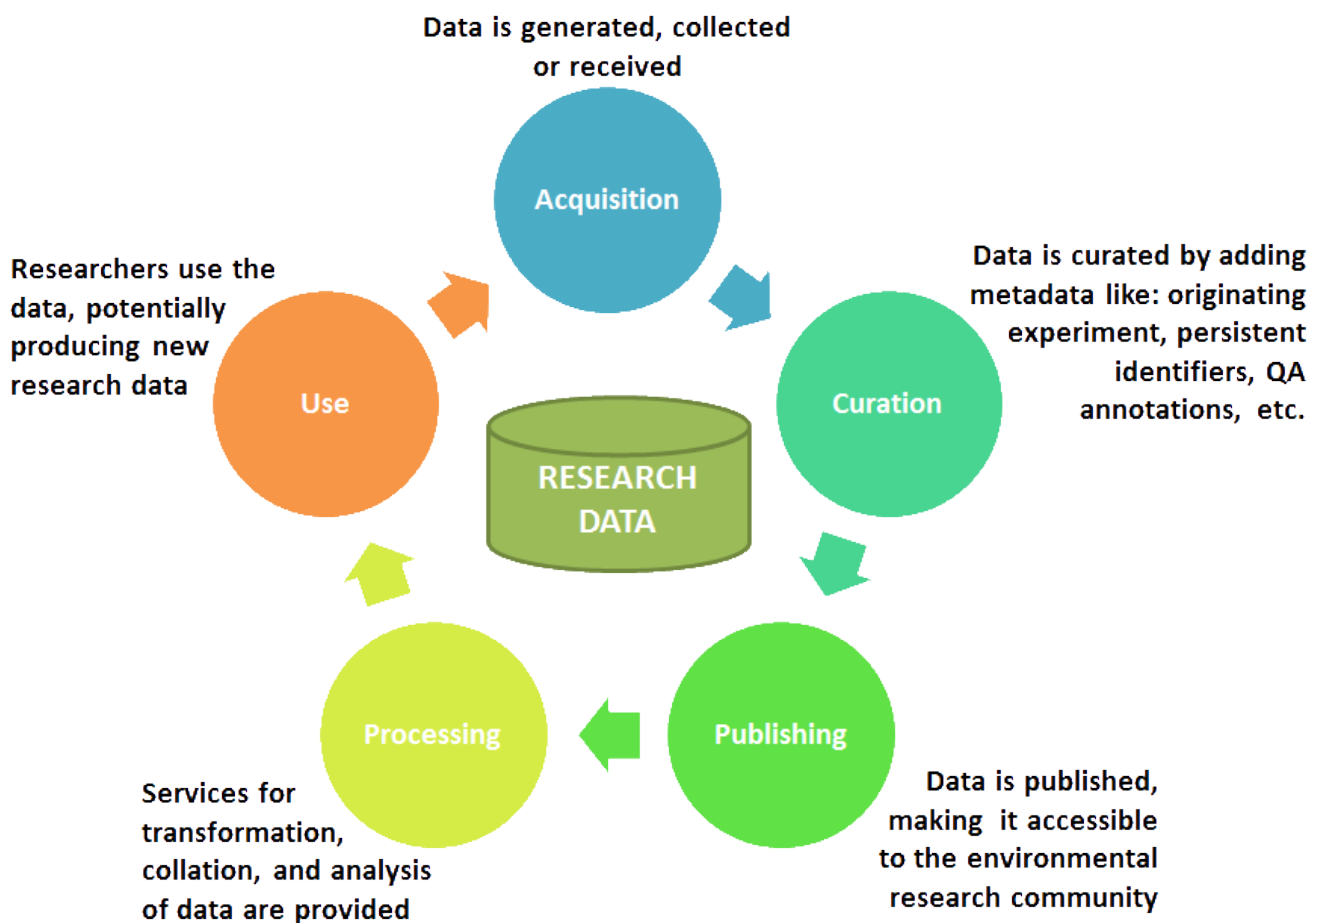 Data is generated, collected
or received
Acquisition
Data is curated by adding
metadata like: originating
experiment, persistent
identifiers, QA
annotations, etc.
Curation
Data is published,
making it accessible
to the environmental
research community
Publishing
Processing
Services for
transformation,
collation, and analysis
of data are provided
Researchers use the
data, potentially
producing new
research data
Use
RESEARCH
DATA